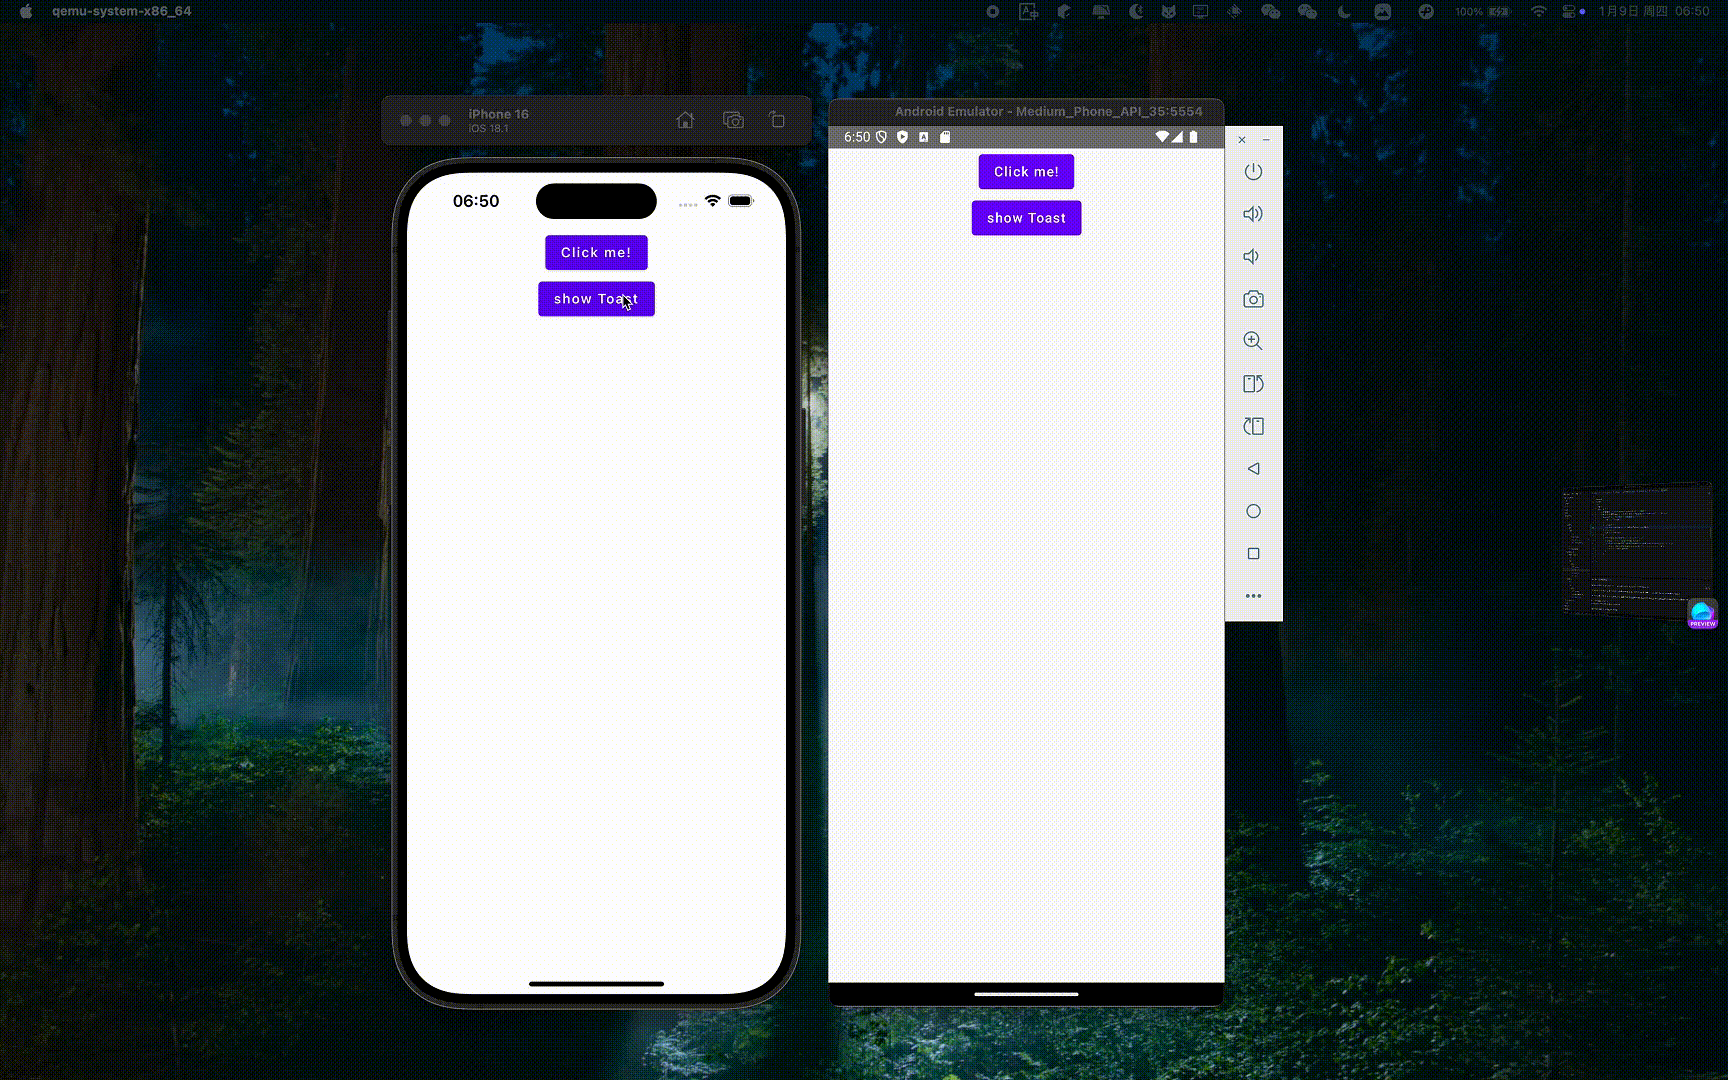 qemu-system-x86_64
100%
1月9日 周四 06:50
iPhone 16
iOS 18.1
06:50
Click me!
show Toast
Android Emulator - Medium_Phone_API_35:5554
6:50
Click me!
show Toast
PREVIEW